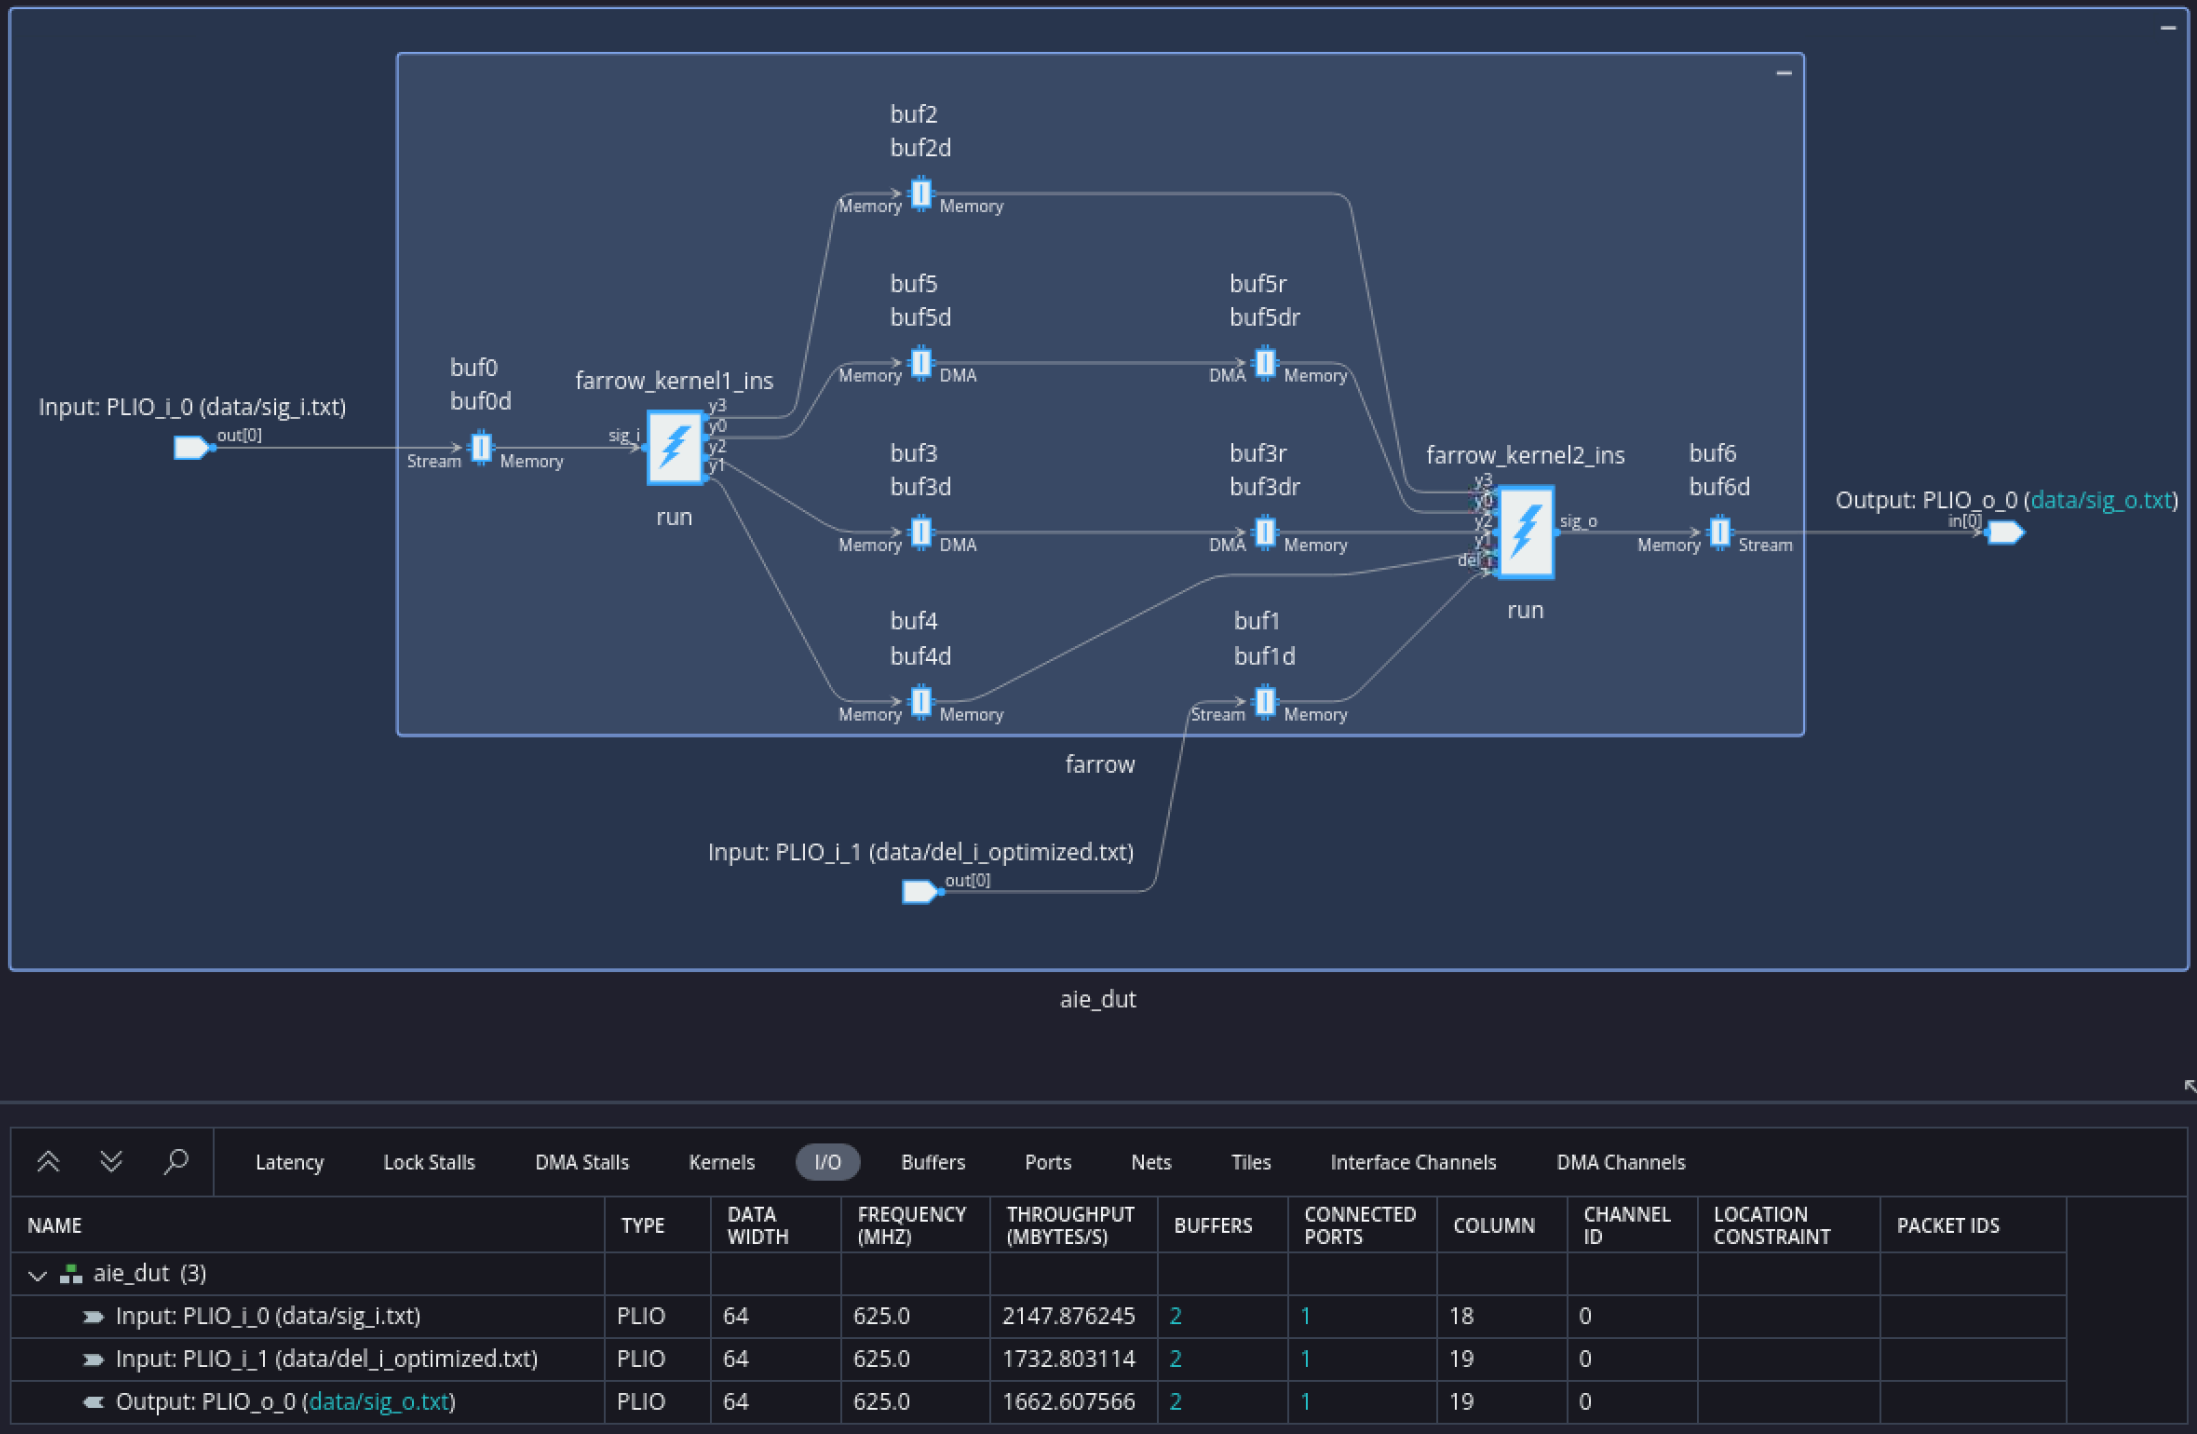 buf2
buf2d
Memory
Memory
buf5
buf5d
buf5r
buf5dr
Memory
DMA
DMA
Memory
buf0
buf0d
farrow_kernel1_ins
Input: PLIO_i_0 (data/sig_i.txt)
out[0]
Stream
Memory
sig_i
y3
y0
y2
y1
run
buf3
buf3d
buf3r
buf3dr
Memory
DMA
DMA
Memory
farrow_kernel2_ins
y3
y0
y2
y1
sig_o
run
buf6
buf6d
Memory
Stream
Output: PLIO_o_0 (data/sig_o.txt)
in[0]
buf4
buf4d
Memory
Memory
buf1
buf1d
Stream
Memory
farrow
Input: PLIO_i_1 (data/del_i_optimized.txt)
out[0]
aie_dut
Latency Lock Stalls DMA Stalls Kernels I/O Buffers Ports Nets Tiles Interface Channels DMA Channels
NAME TYPE DATA WIDTH FREQUENCY (MHZ) THROUGHPUT (MBYTES/S) BUFFERS CONNECTED PORTS COLUMN CHANNEL ID LOCATION CONSTRAINT PACKET IDS
aie_dut (3)
Input: PLIO_i_0 (data/sig_i.txt) PLIO 64 625.0 2147.876245 2 1 18 0
Input: PLIO_i_1 (data/del_i_optimized.txt) PLIO 64 625.0 1732.803114 2 1 19 0
Output: PLIO_o_0 (data/sig_o.txt) PLIO 64 625.0 1662.607566 2 1 19 0